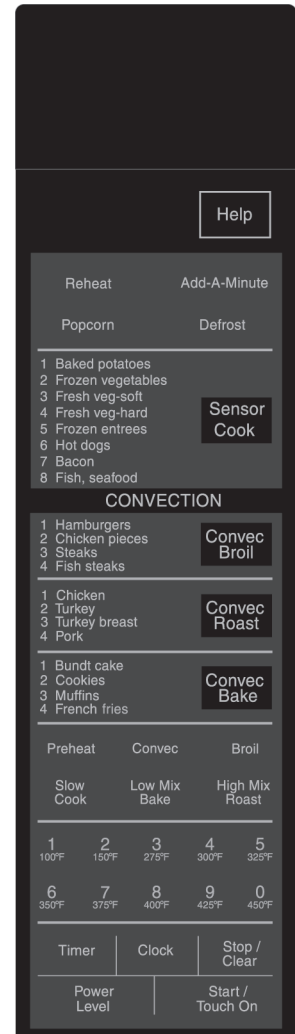 Help
Reheat Add-A-Minute
Popcorn Defrost
1 Baked potatoes
2 Frozen vegetables
3 Fresh veg-soft
4 Fresh veg-hard
5 Frozen entrees
6 Hot dogs
7 Bacon
8 Fish, seafood
Sensor
Cook
CONVECTION
1 Hamburgers
2 Chicken pieces
3 Steaks
4 Fish steaks
Convec
Broil
1 Chicken
2 Turkey
3 Turkey breast
4 Pork
Convec
Roast
1 Bundt cake
2 Cookies
3 Muffins
4 French fries
Convec
Bake
Preheat Convec Broil
Slow Low Mix High Mix
Cook Bake Roast
1 2 3 4 5
100°F 150°F 275°F 300°F 325°F
6 7 8 9 0
350°F 375°F 400°F 425°F 450°F
Timer Clock Stop /
Clear
Power Start /
Level Touch On